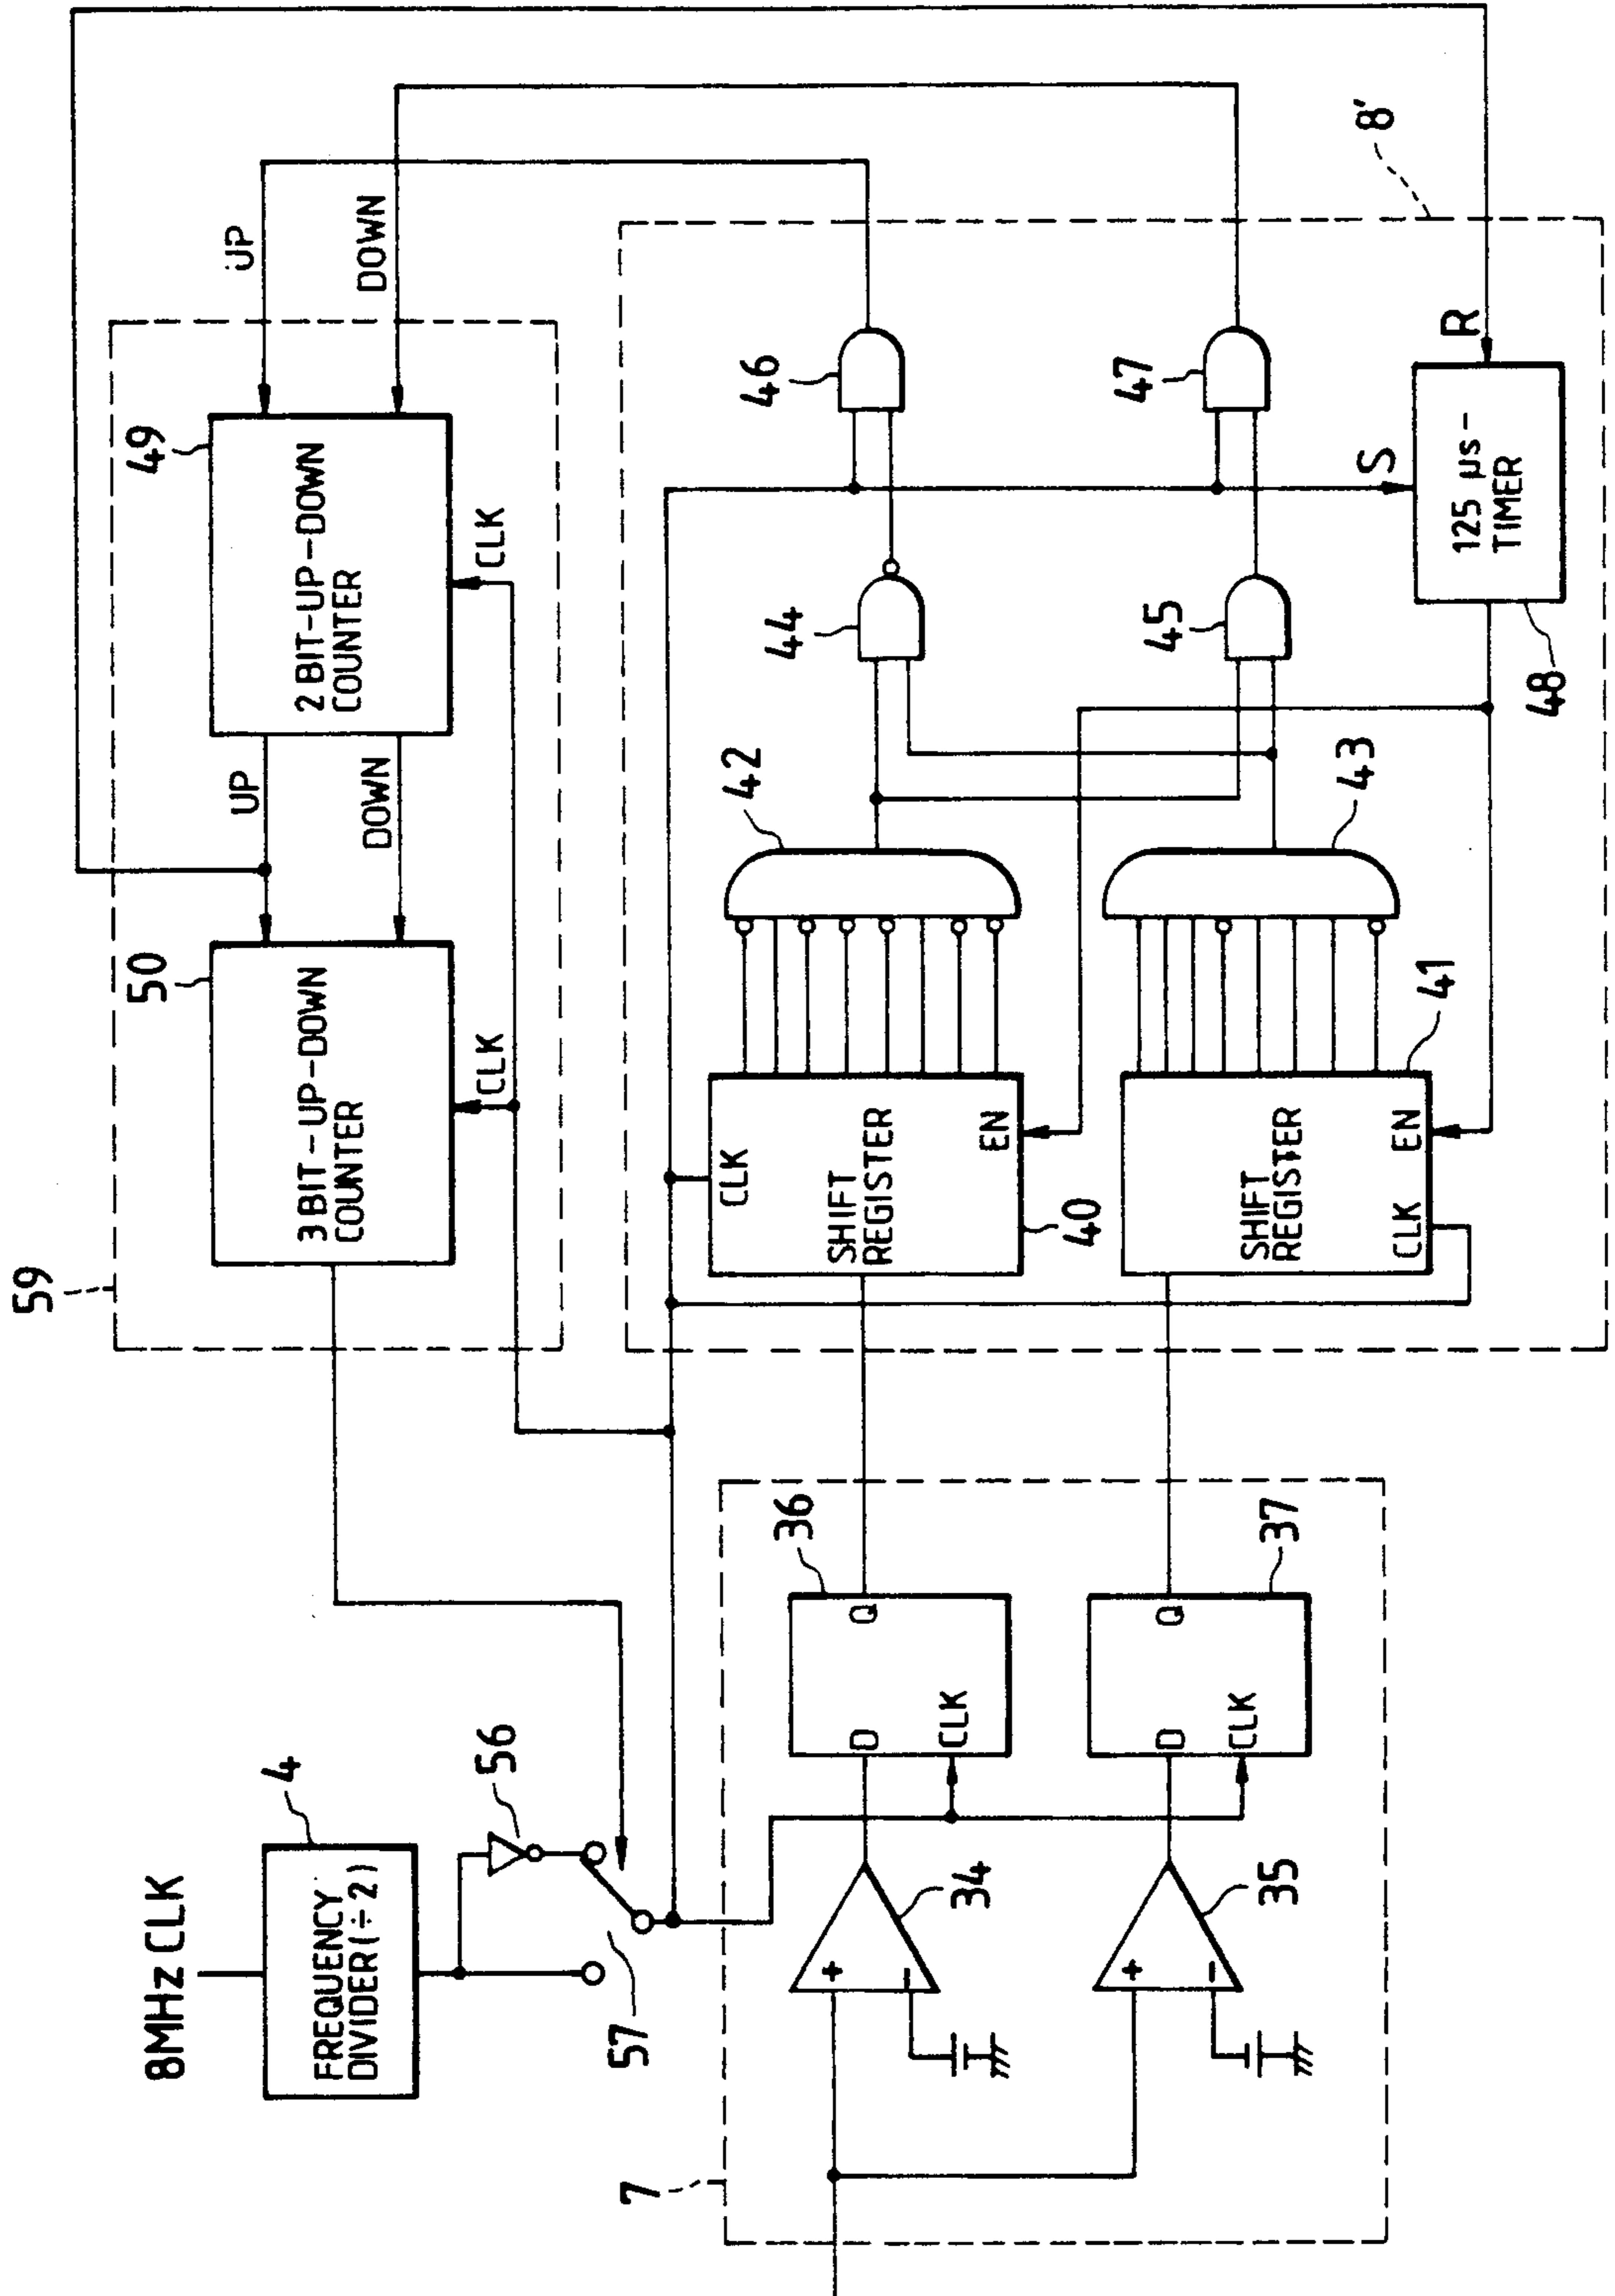 59
50
49
3 BIT-UP-DOWN
COUNTER
UP
DOWN
2 BIT-UP-DOWN
COUNTER
UP
DOWN
CLK
CLK
8MHz CLK
4
FREQUENCY
DIVIDER(÷2)
56
57
8'
CLK
SHIFT
REGISTER
EN
40
42
44
46
SHIFT
REGISTER
CLK
EN
41
43
45
47
S
R
125 µs-
TIMER
48
7
+
−
34
D
Q
CLK
36
+
−
35
D
Q
CLK
37